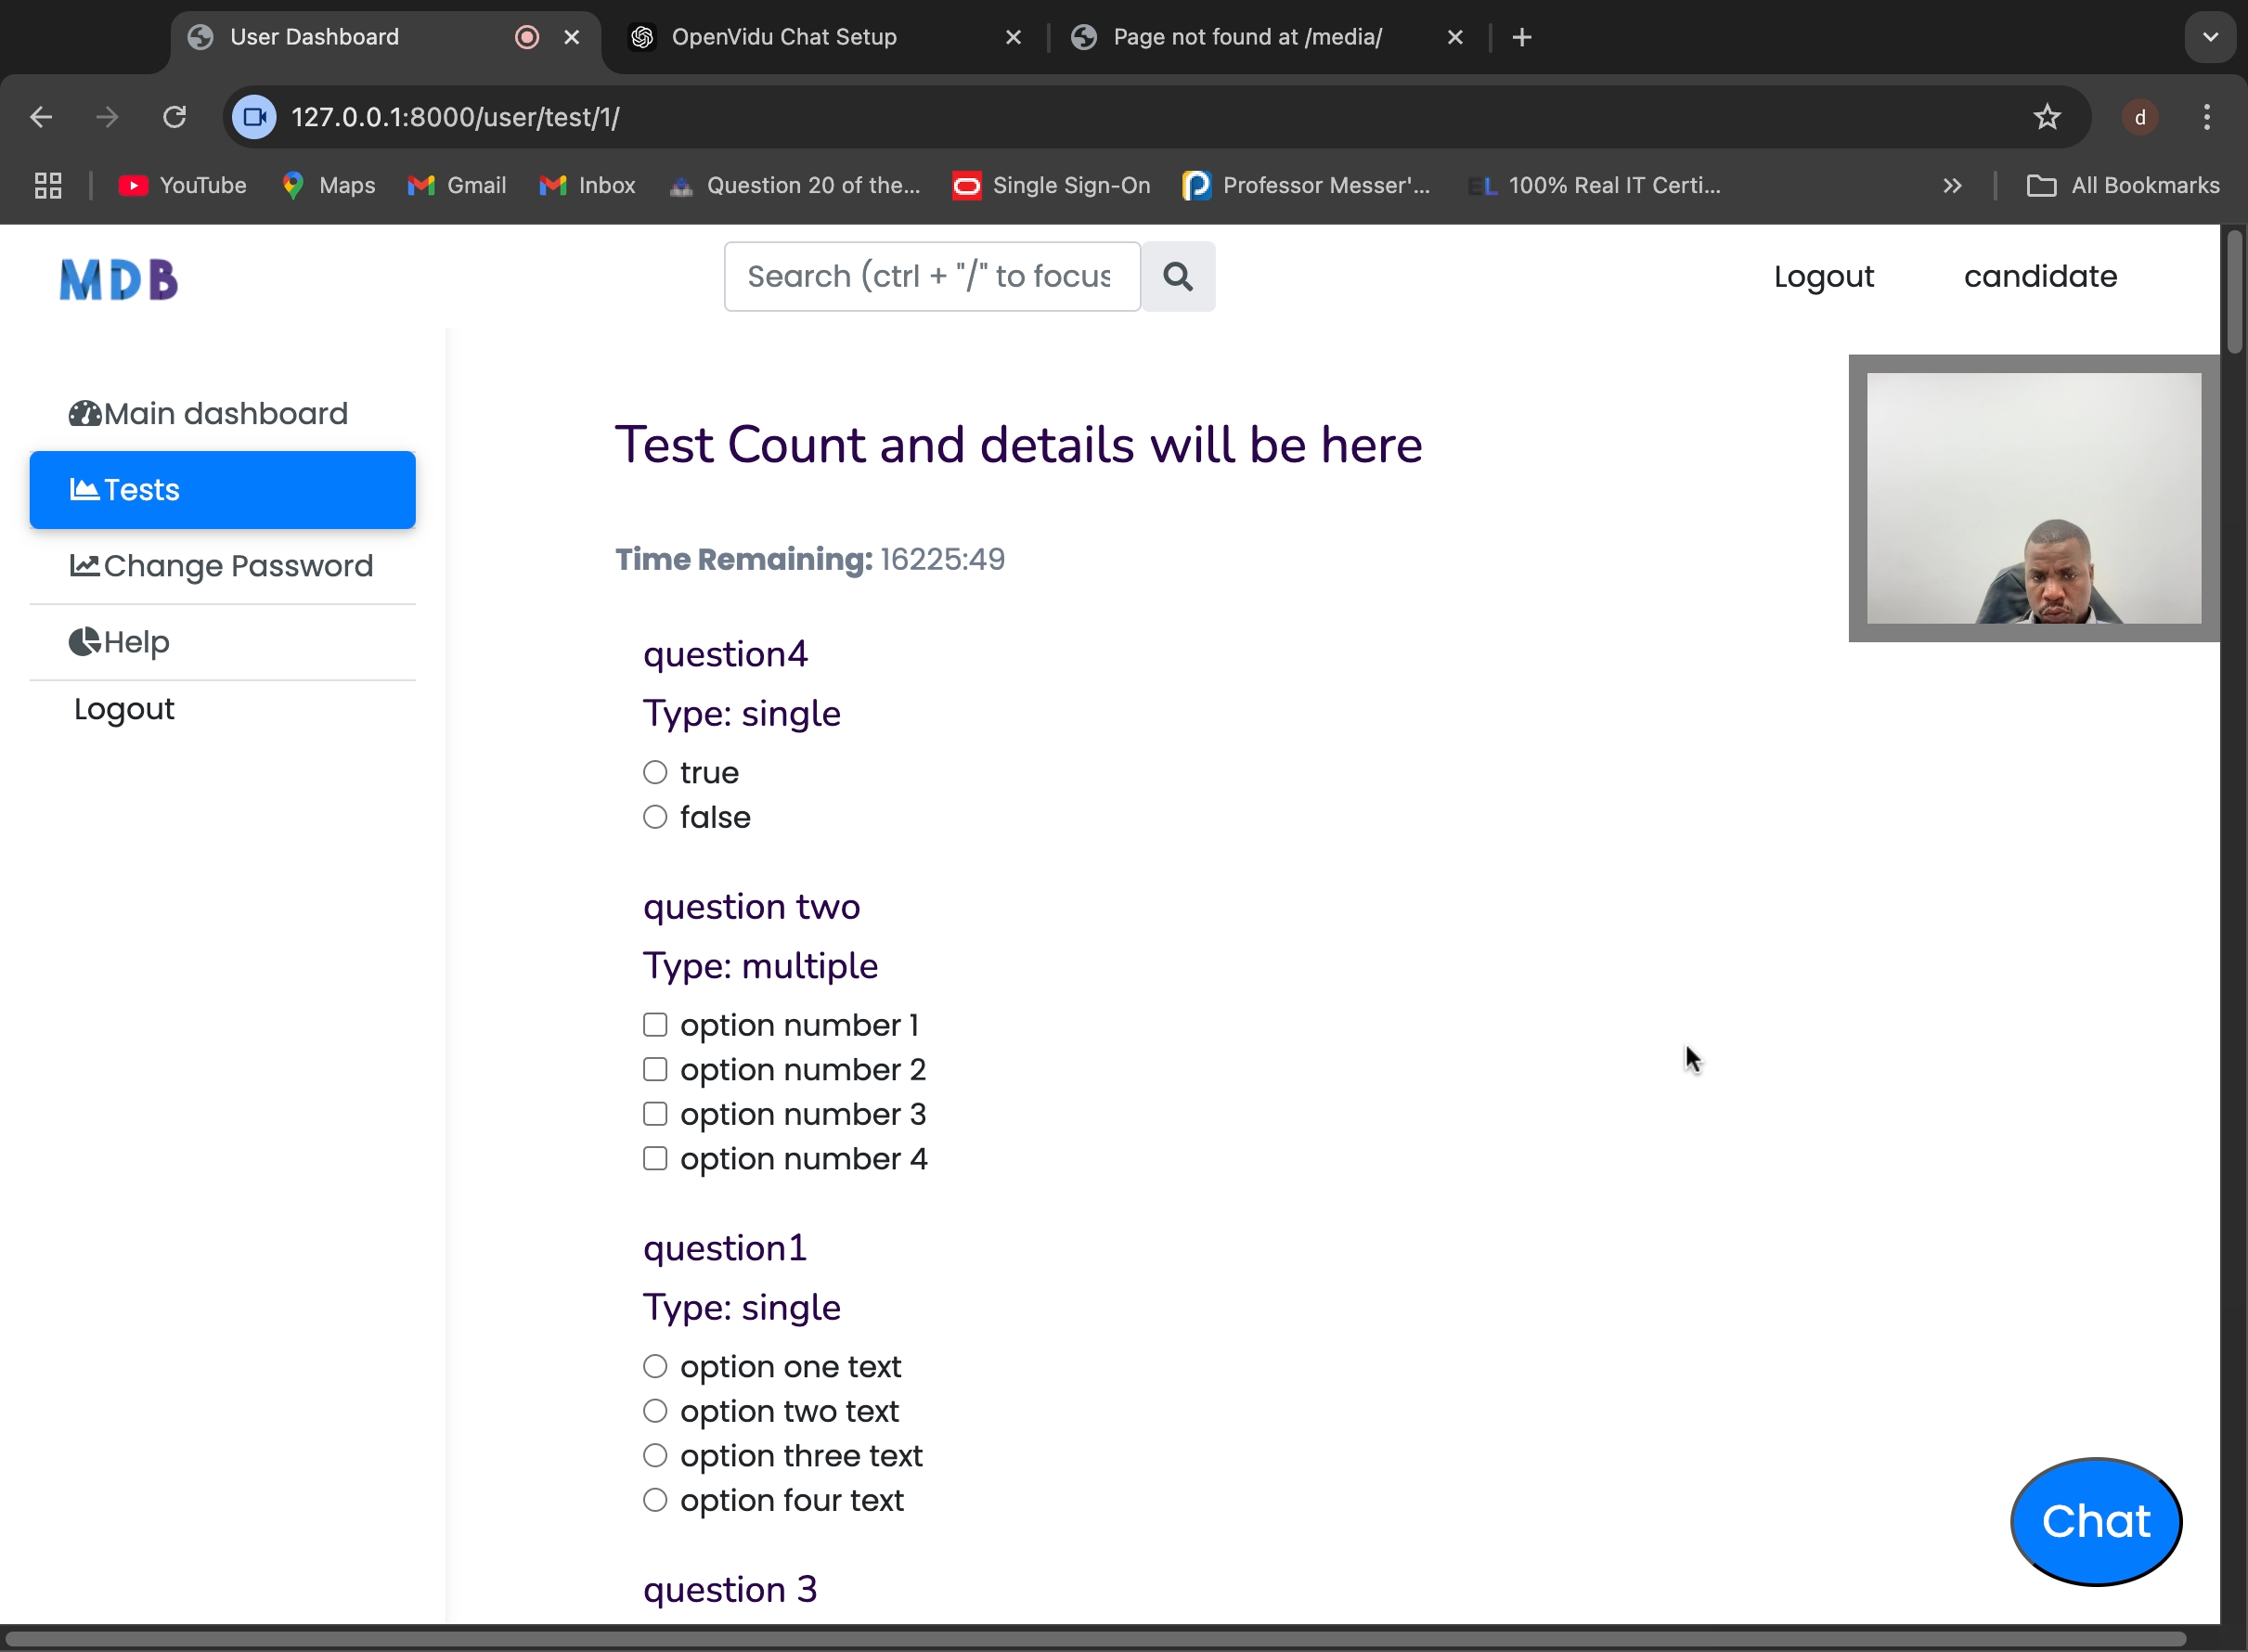 User Dashboard
OpenVidu Chat Setup
Page not found at /media/
127.0.0.1:8000/user/test/1/
d
YouTube
Maps
Gmail
Inbox
Question 20 of the...
Single Sign-On
Professor Messer'...
EL 100% Real IT Certi...
All Bookmarks
MDB
Search (ctrl + "/" to focus
Logout
candidate
Main dashboard
Tests
Change Password
Help
Logout
Test Count and details will be here
Time Remaining: 16225:49
question4
Type: single
true
false
question two
Type: multiple
option number 1
option number 2
option number 3
option number 4
question1
Type: single
option one text
option two text
option three text
option four text
question 3
Chat